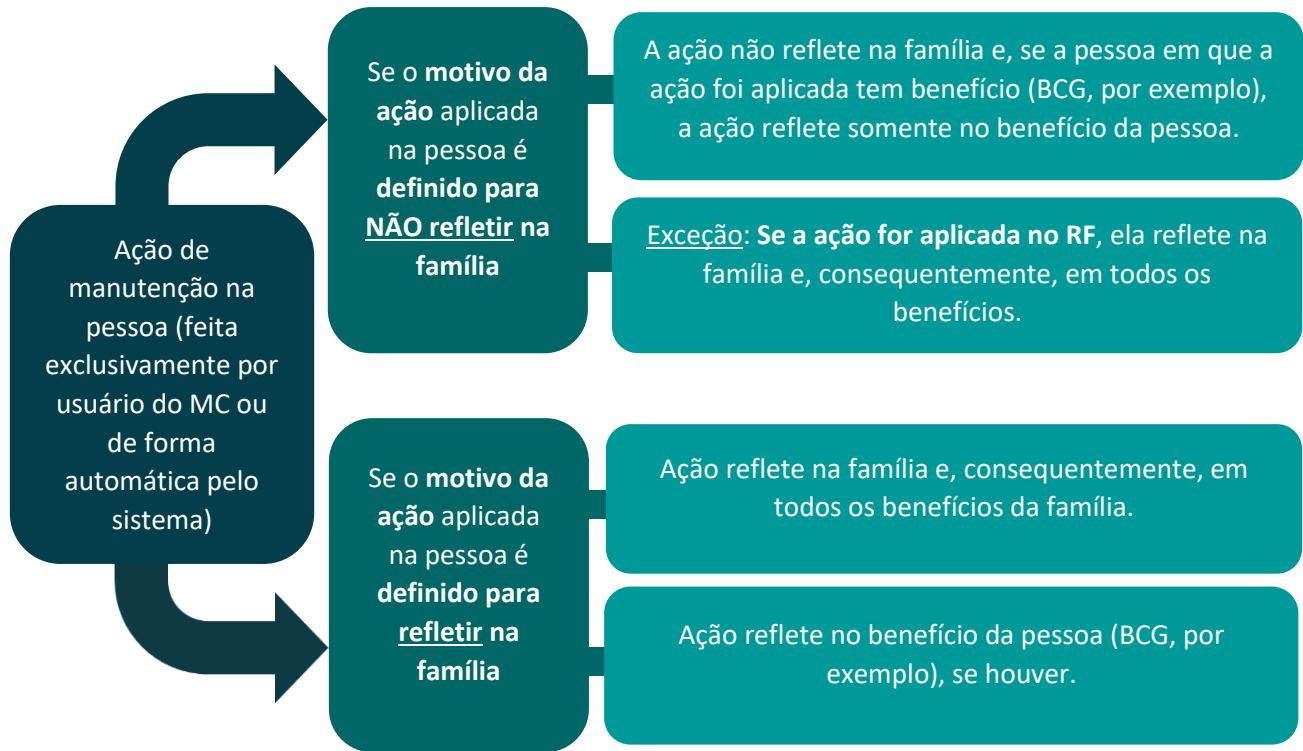 Ação de
manutenção na
pessoa (feita
exclusivamente por
usuário do MC ou
de forma
automática pelo
sistema)
Se o motivo da
ação aplicada
na pessoa é
definido para
NÃO refletir na
família
A ação não reflete na família e, se a pessoa em que a
ação foi aplicada tem benefício (BCG, por exemplo),
a ação reflete somente no benefício da pessoa.
Exceção: Se a ação for aplicada no RF, ela reflete na
família e, consequentemente, em todos os
benefícios.
Se o motivo da
ação aplicada
na pessoa é
definido para
refletir na
família
Ação reflete na família e, consequentemente, em
todos os benefícios da família.
Ação reflete no benefício da pessoa (BCG, por
exemplo), se houver.